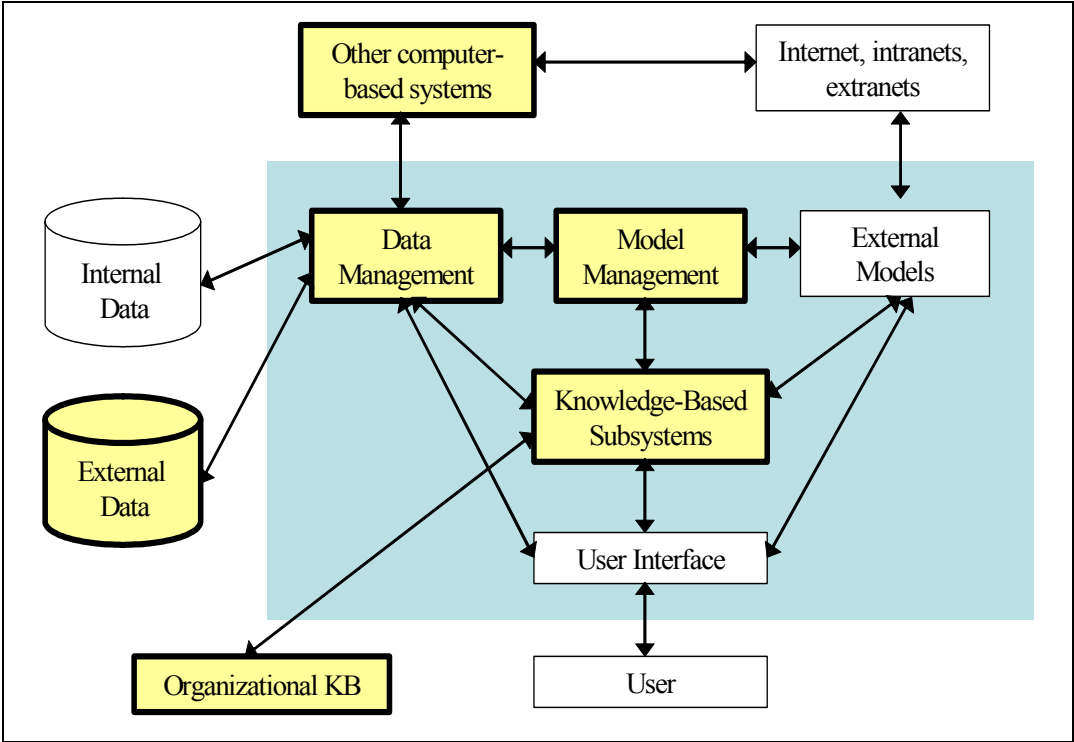 Other computer-
based systems
Internet, intranets,
extranets
Internal
Data
Data
Management
Model
Management
External
Models
External
Data
Knowledge-Based
Subsystems
User Interface
Organizational KB
User